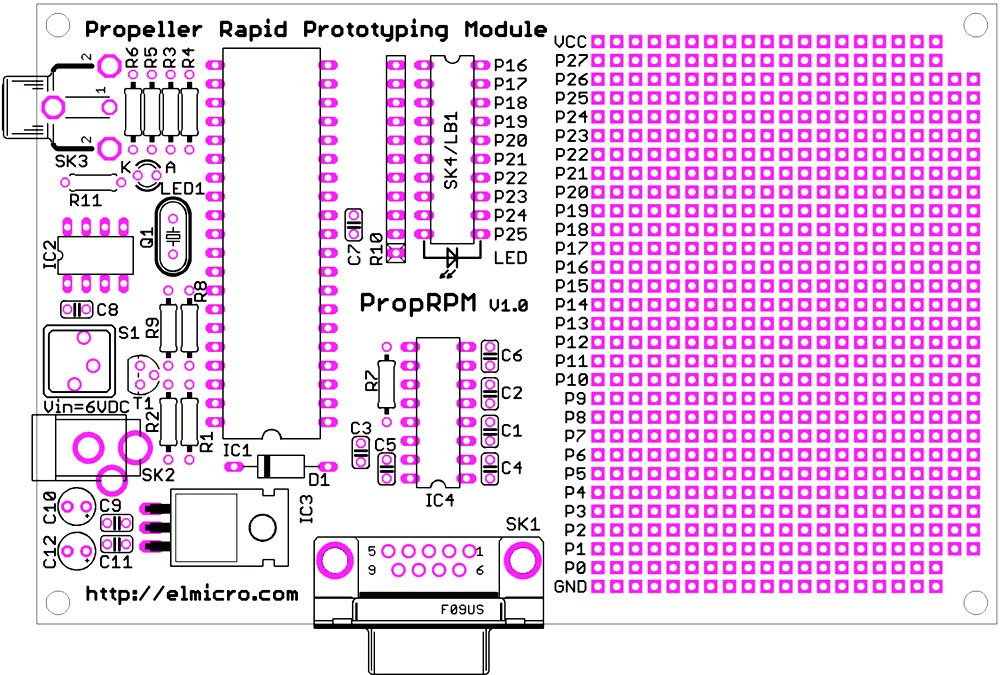 Propeller Rapid Prototyping Module
R6
R5
R3
R4
2
1
2
SK3
K
A
LED1
R11
Q1
IC2
C8
R8
R9
S1
T1
Vin=6VDC
R2
R1
SK2
IC1
D1
C10
C9
C12
C11
IC3
http://elmicro.com
C7
R10
SK4/LB1
P16
P17
P18
P19
P20
P21
P22
P23
P24
P25
LED
PropRPM V1.0
R7
C6
C2
C1
C4
C3
C5
IC4
SK1
5
1
9
6
F09US
VCC
P27
P26
P25
P24
P23
P22
P21
P20
P19
P18
P17
P16
P15
P14
P13
P12
P11
P10
P9
P8
P7
P6
P5
P4
P3
P2
P1
P0
GND